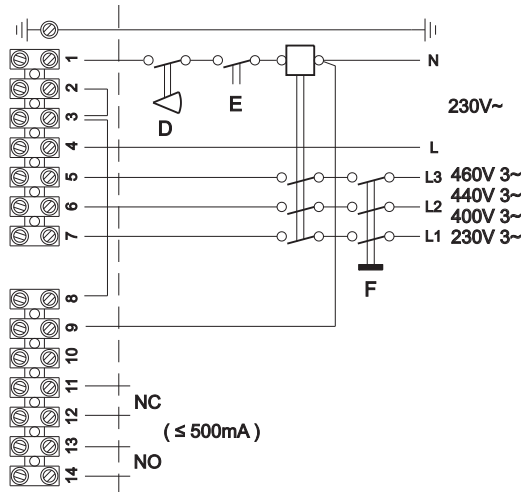 1
N
2
D
E
230V~
3
4
L
5
L3
460V 3~
440V 3~
6
L2
400V 3~
7
L1
230V 3~
F
8
9
10
11
NC
12
( ≤ 500mA )
13
NO
14